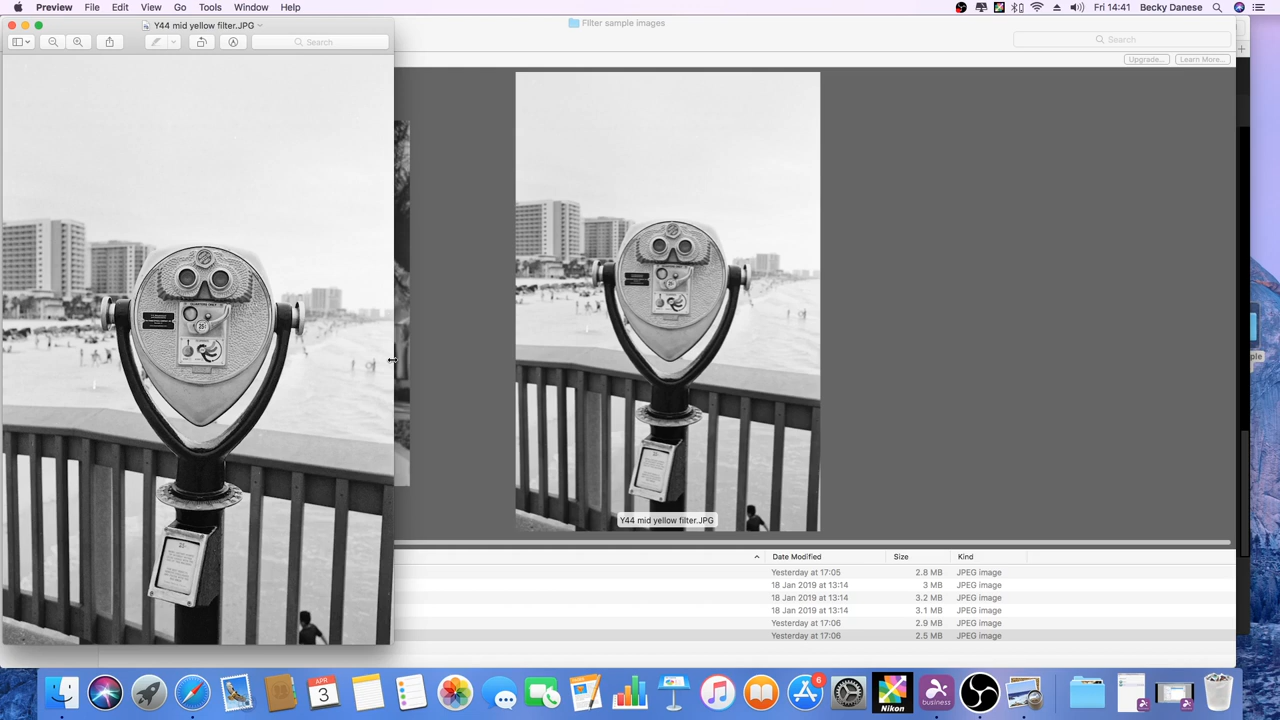 Preview File Edit View Go Tools Window Help
Fri 14:41 Becky Danese
Y44 mid yellow filter.JPG
Search
Filter sample images
Search
Upgrade... Learn More...
25¢
Y44 mid yellow filter.JPG
Date Modified Size Kind
Yesterday at 17:05 2.8 MB JPEG image
18 Jan 2019 at 13:14 3 MB JPEG image
18 Jan 2019 at 13:14 3.2 MB JPEG image
18 Jan 2019 at 13:14 3.1 MB JPEG image
Yesterday at 17:06 2.9 MB JPEG image
Yesterday at 17:06 2.5 MB JPEG image
ple
APR
3
6
Nikon
business